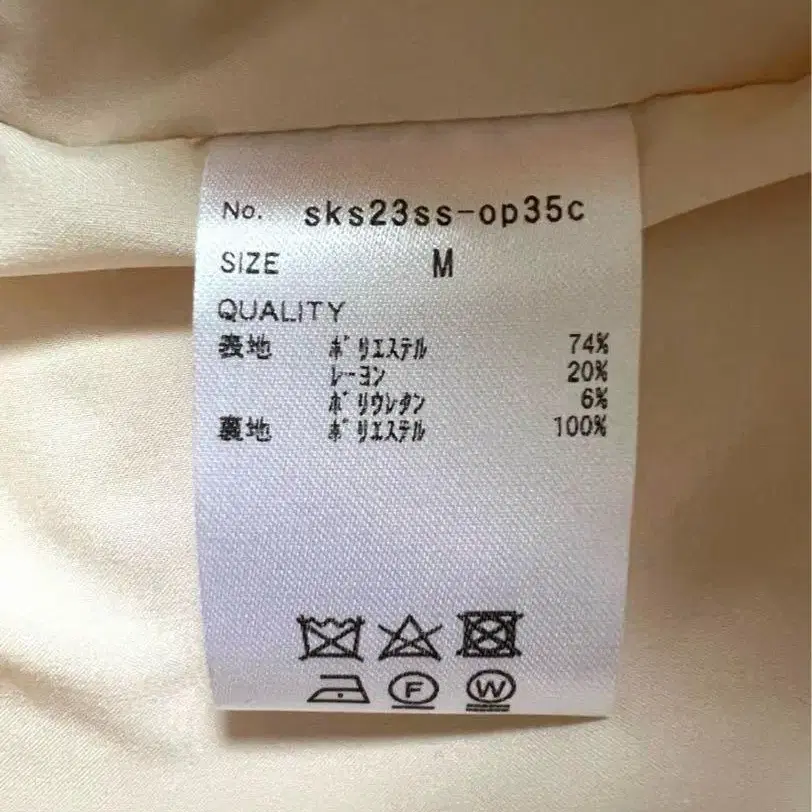 No. sks23ss-op35c
SIZE M
QUALITY
表地 ﾎﾟﾘｴｽﾃﾙ 74%
ﾚｰﾖﾝ 20%
ﾎﾟﾘｳﾚﾀﾝ 6%
裏地 ﾎﾟﾘｴｽﾃﾙ 100%
F W